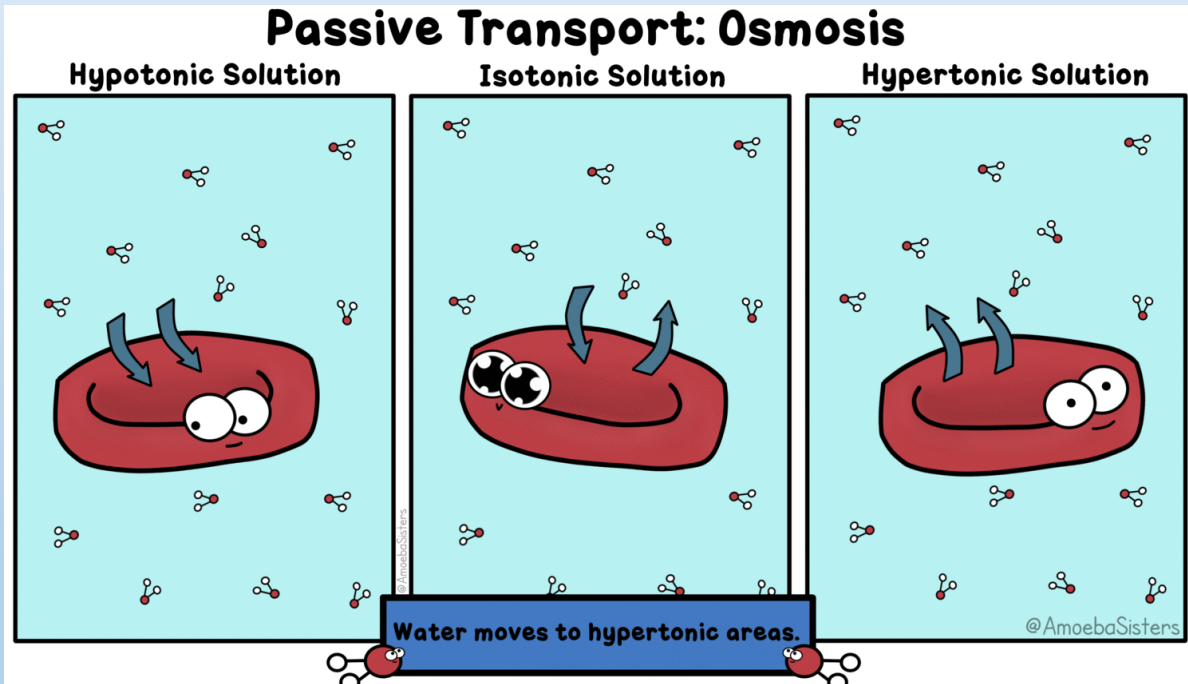 Passive Transport: Osmosis
Hypotonic Solution
Isotonic Solution
Hypertonic Solution
@AmoebaSisters
@AmoebaSisters
Water moves to hypertonic areas.